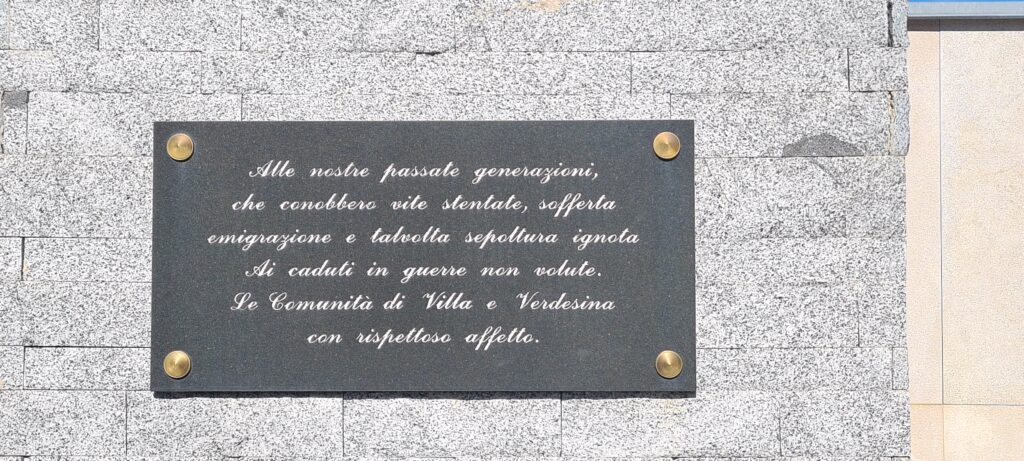 Alle nostre passate generazioni,
che conobbero vite stentate, sofferta
emigrazione e talvolta sepoltura ignota
Ai caduti in guerre non volute.
Le Comunità di Villa e Verdesina
con rispettoso affetto.